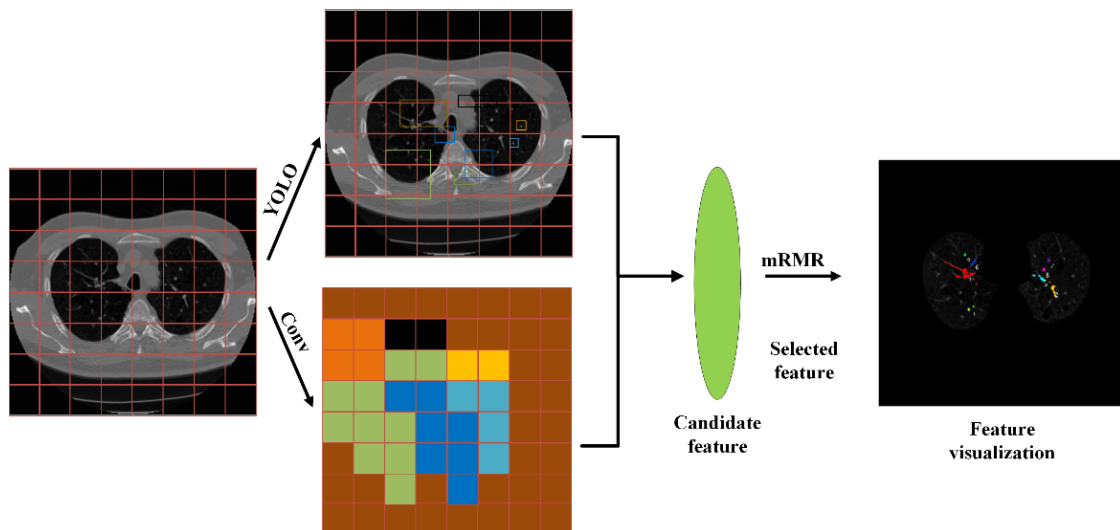 YOLO
Conv
Candidate
feature
mRMR
Selected
feature
Feature
visualization